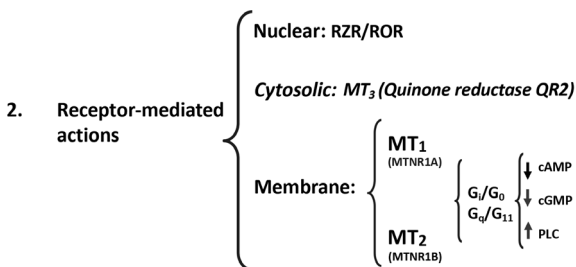 Nuclear: RZR/ROR
Cytosolic: MT₃ (Quinone reductase QR2)
2. Receptor-mediated
actions
Membrane:
MT₁
(MTNR1A)
MT₂
(MTNR1B)
Gᵢ/G₀
G_q/G₁₁
↓ cAMP
↓ cGMP
↑ PLC